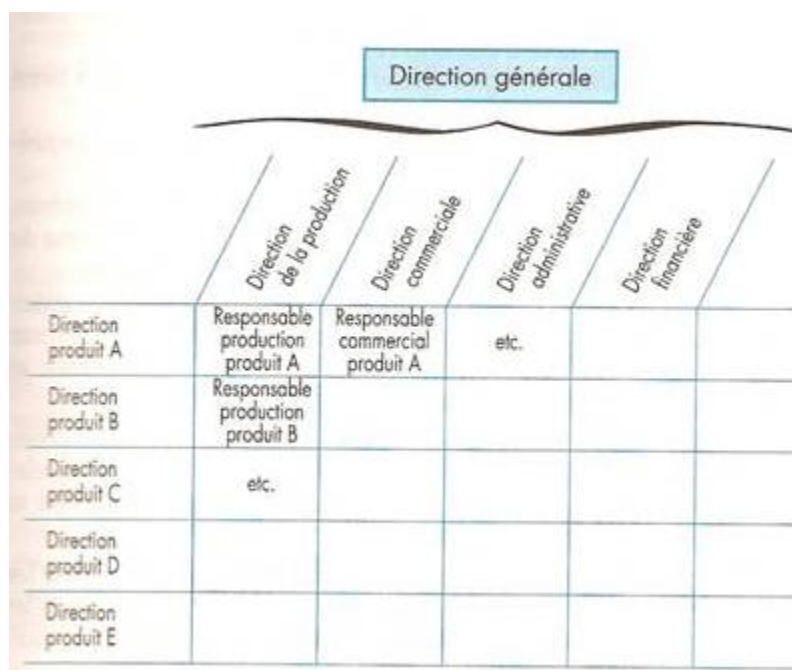 Direction générale
Direction
de la production
Direction
commerciale
Direction
administrative
Direction
financière
Direction
produit A
Responsable
production
produit A
Responsable
commercial
produit A
etc.
Direction
produit B
Responsable
production
produit B
Direction
produit C
etc.
Direction
produit D
Direction
produit E